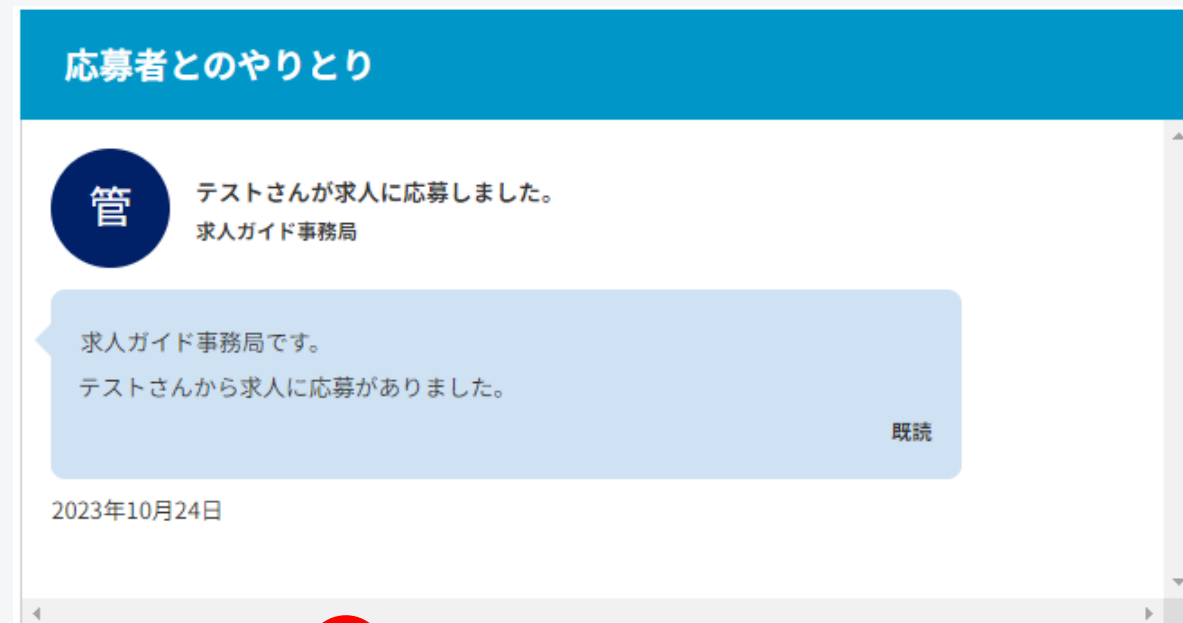 応募者とのやりとり
管
テストさんが求人に応募しました。
求人ガイド事務局
求人ガイド事務局です。
テストさんから求人に応募がありました。
既読
2023年10月24日